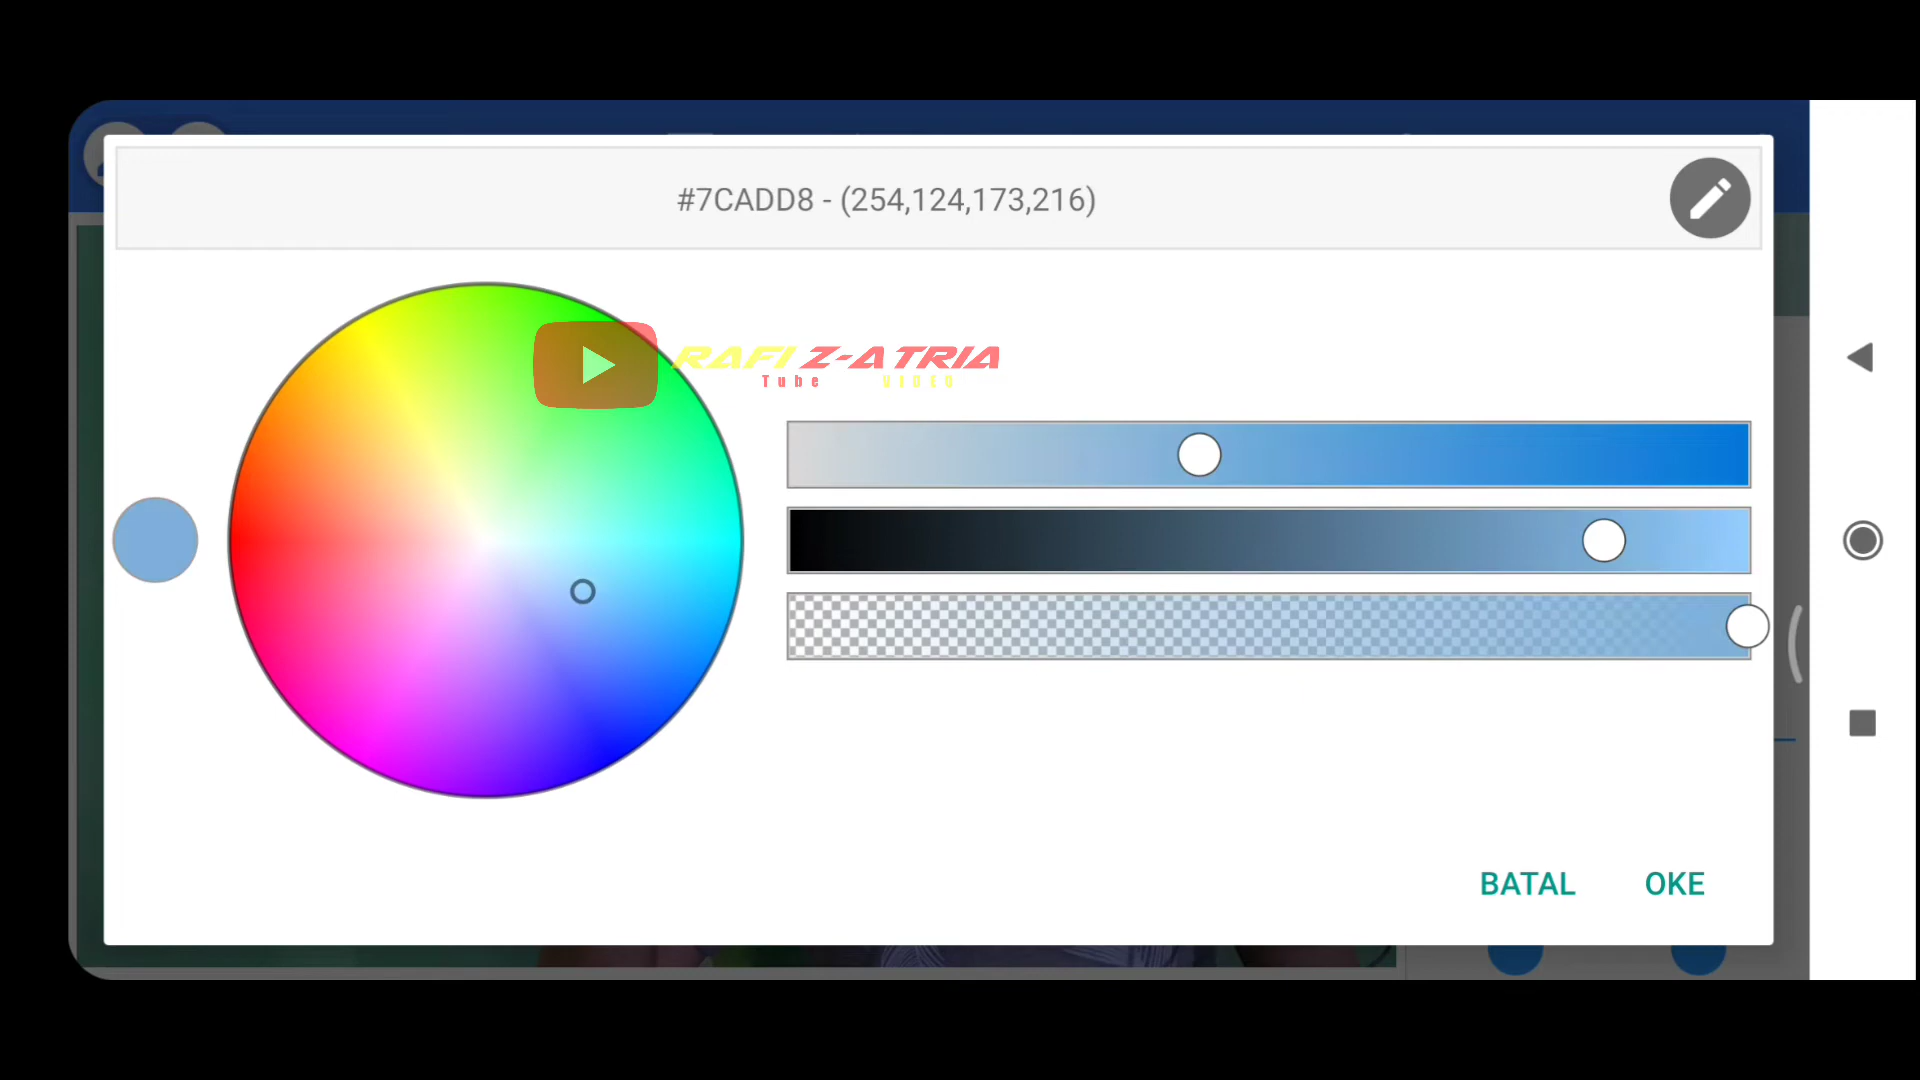 #7CADD8 - (254,124,173,216)
RAFI Z-ATRIA
Tube VIDEO
BATAL OKE